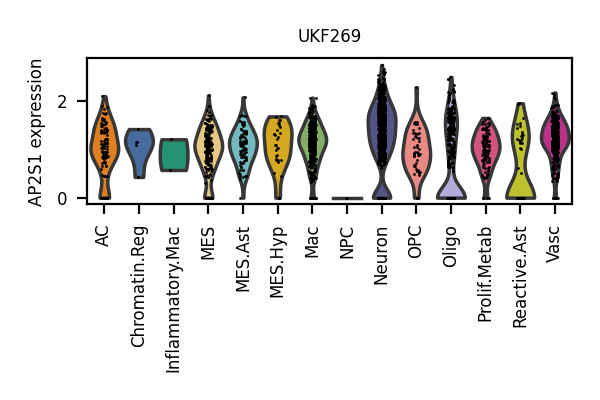 UKF269
AP2S1 expression
2
0
AC
Chromatin.Reg
Inflammatory.Mac
MES
MES.Ast
MES.Hyp
Mac
NPC
Neuron
OPC
Oligo
Prolif.Metab
Reactive.Ast
Vasc